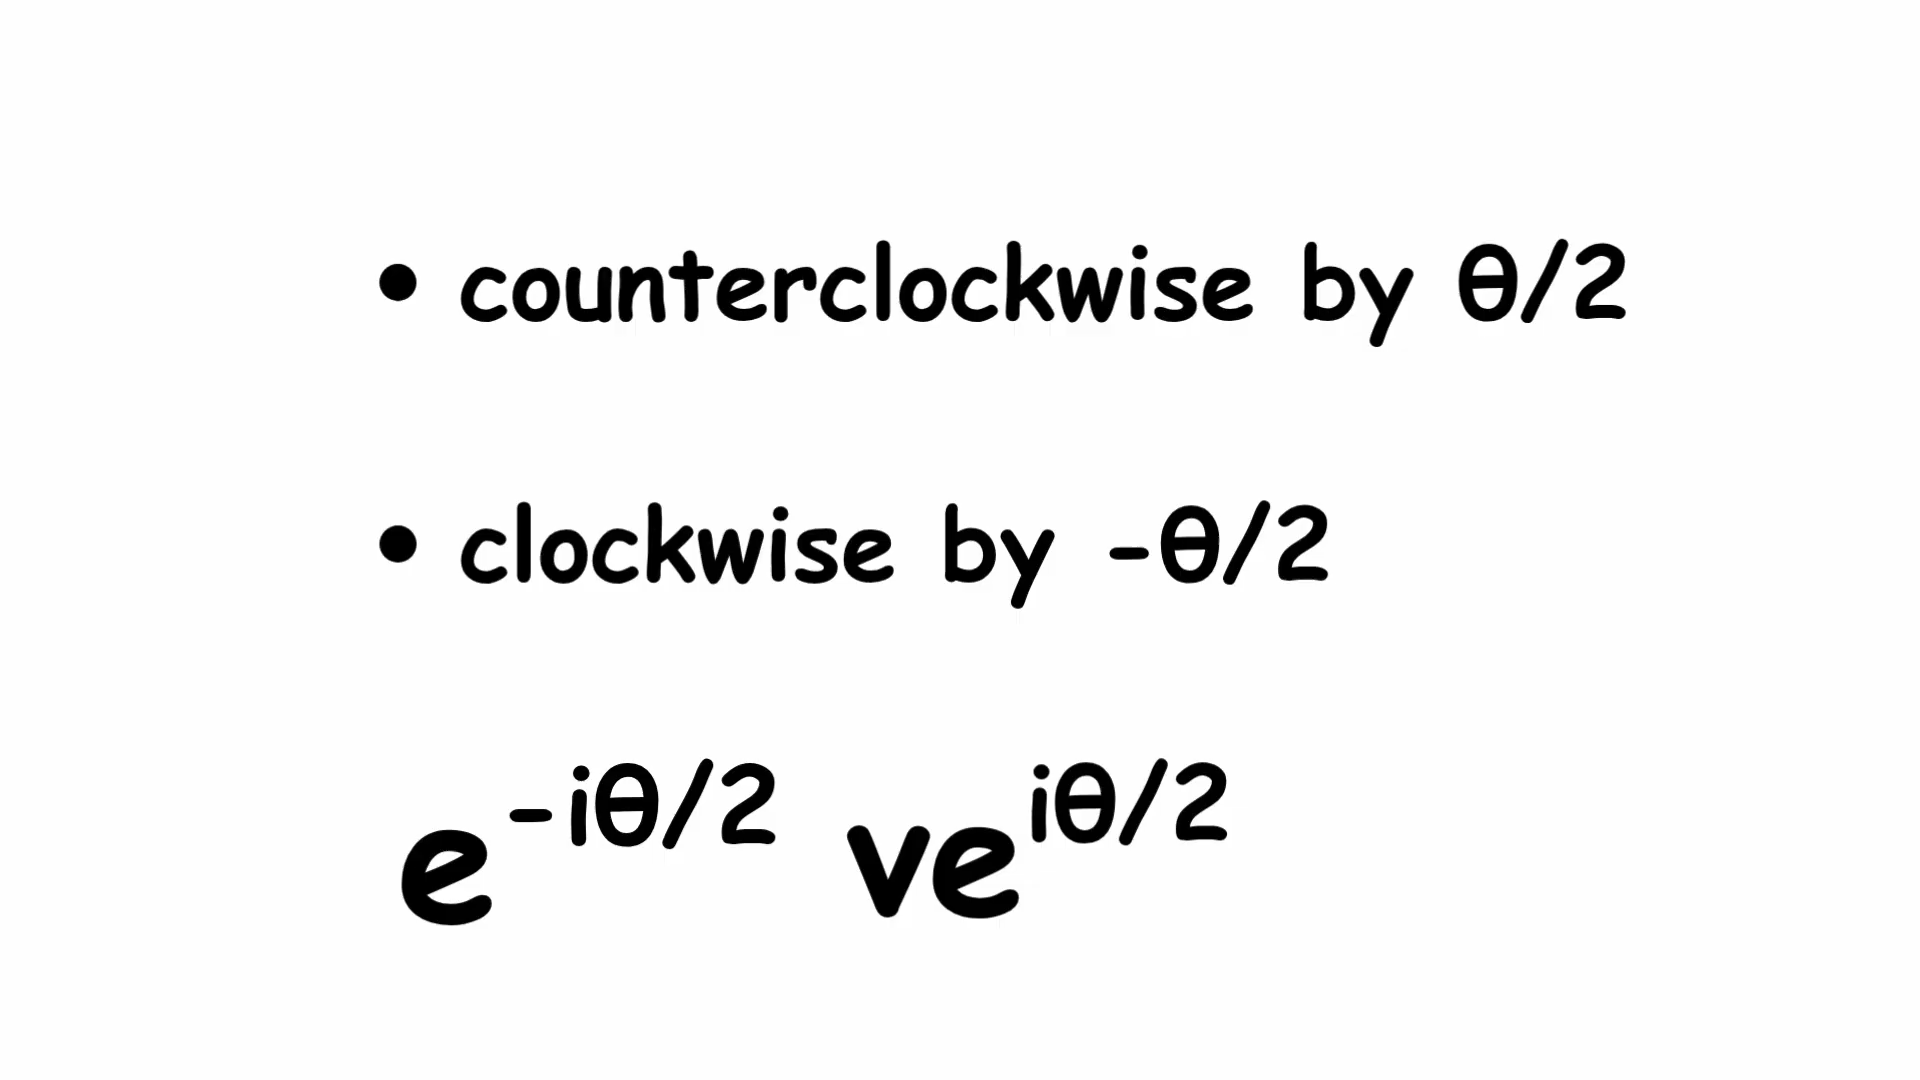 • counterclockwise by θ/2
• clockwise by -θ/2
e^{-iθ/2} ve^{iθ/2}